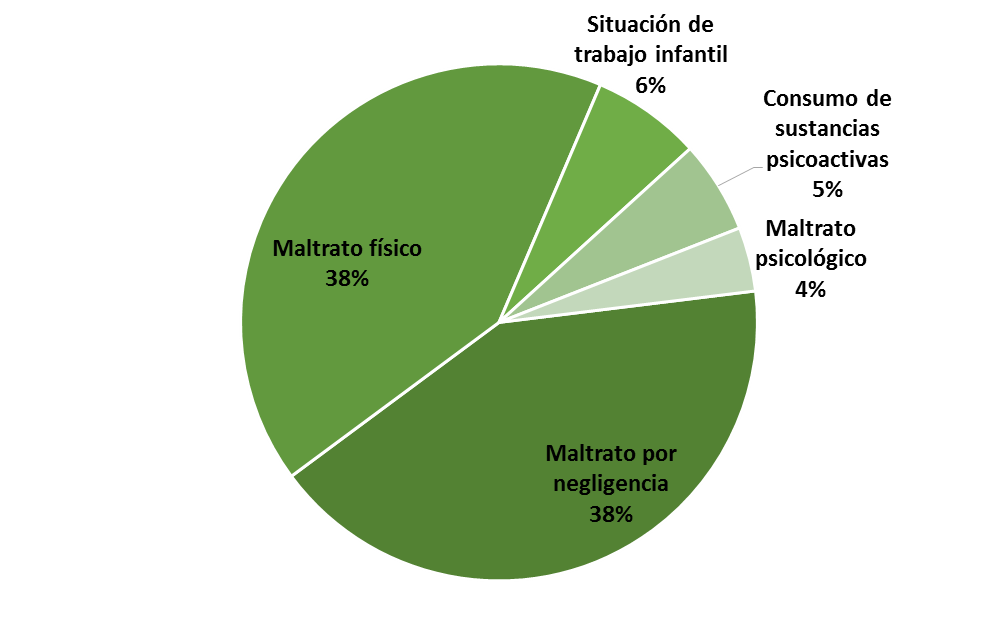 Situación de
trabajo infantil
6%
Consumo de
sustancias
psicoactivas
5%
Maltrato
psicológico
4%
Maltrato físico
38%
Maltrato por
negligencia
38%